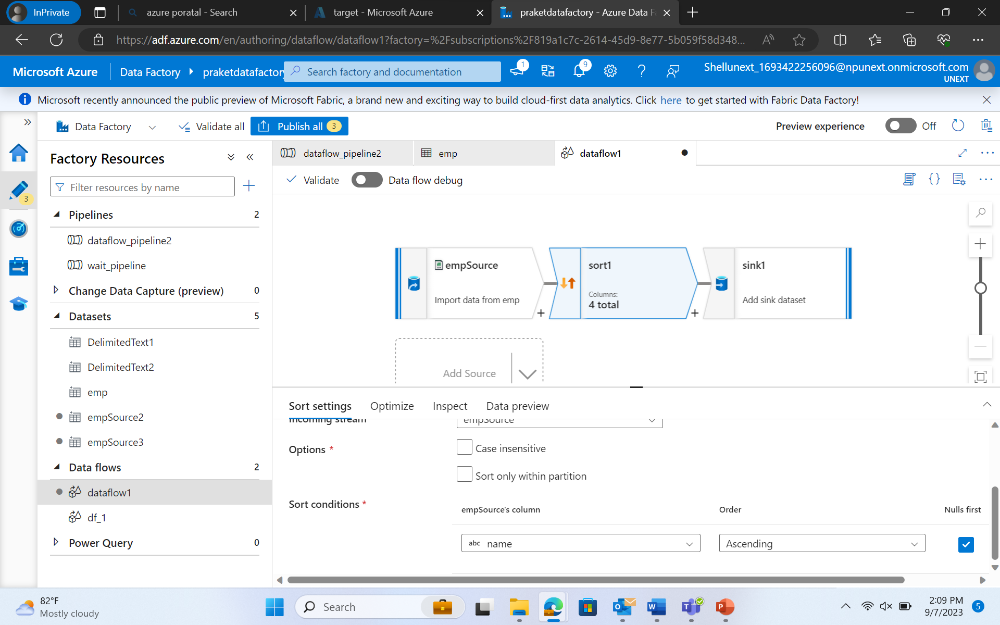 InPrivate
azure poratal - Search
target - Microsoft Azure
praketdatafactory - Azure Data F
https://adf.azure.com/en/authoring/dataflow/dataflow1?factory=%2Fsubscriptions%2F819a1c7c-2614-45d9-8e77-5b059f58d348...
Microsoft Azure
Data Factory
praketdatafactory
Search factory and documentation
1
9
Shellunext_1693422256096@npunext.onmicrosoft.com
UNEXT
Microsoft recently announced the public preview of Microsoft Fabric, a brand new and exciting way to build cloud-first data analytics. Click here to get started with Fabric Data Factory!
Data Factory
Validate all
Publish all 3
Preview experience
Off
3
Factory Resources
Filter resources by name
Pipelines 2
dataflow_pipeline2
wait_pipeline
Change Data Capture (preview) 0
Datasets 5
DelimitedText1
DelimitedText2
emp
empSource2
empSource3
Data flows 2
dataflow1
df_1
Power Query 0
dataflow_pipeline2
emp
dataflow1
Validate
Data flow debug
empSource
Import data from emp
+
sort1
Columns:
4 total
+
sink1
Add sink dataset
Add Source
Sort settings
Optimize
Inspect
Data preview
Incoming stream
empSource
Options *
Case insensitive
Sort only within partition
Sort conditions *
empSource's column
Order
Nulls first
abc name
Ascending
82°F
Mostly cloudy
Search
2:09 PM
9/7/2023
5